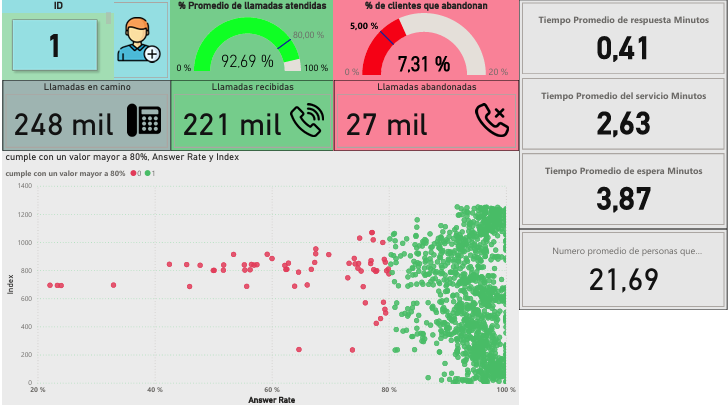 ID
1
% Promedio de llamadas atendidas
80,00 %
0 %
92,69 %
100 %
% de clientes que abandonan
5,00 %
0 %
7,31 %
20 %
Tiempo Promedio de respuesta Minutos
0,41
Llamadas en camino
248 mil
Llamadas recibidas
221 mil
Llamadas abandonadas
27 mil
Tiempo Promedio del servicio Minutos
2,63
Tiempo Promedio de espera Minutos
3,87
Numero promedio de personas que...
21,69
cumple con un valor mayor a 80%, Answer Rate y Index
cumple con un valor mayor a 80% 0 1
1400
1200
1000
800
600
400
200
0
Index
20 % 40 % 60 % 80 % 100 %
Answer Rate